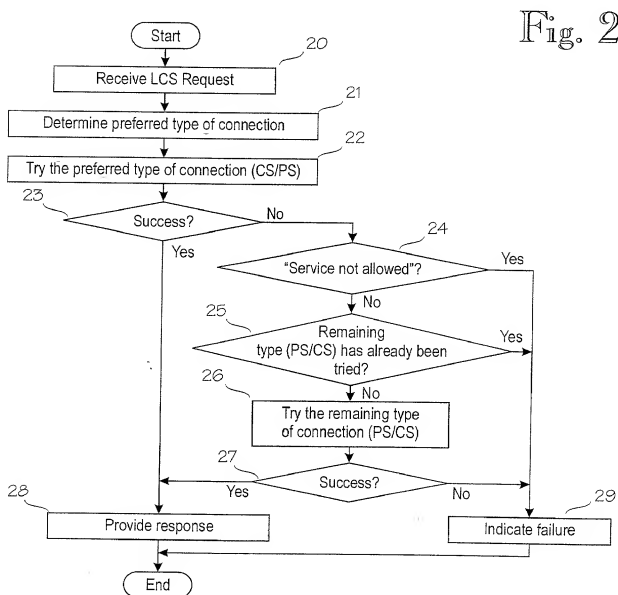 Fig. 2
Start
20
Receive LCS Request
21
Determine preferred type of connection
22
Try the preferred type of connection (CS/PS)
23
Success?
No
Yes
24
“Service not allowed”?
Yes
No
25
Remaining
type (PS/CS) has already been
tried?
Yes
No
26
Try the remaining type
of connection (PS/CS)
27
Success?
Yes
No
28
Provide response
29
Indicate failure
End